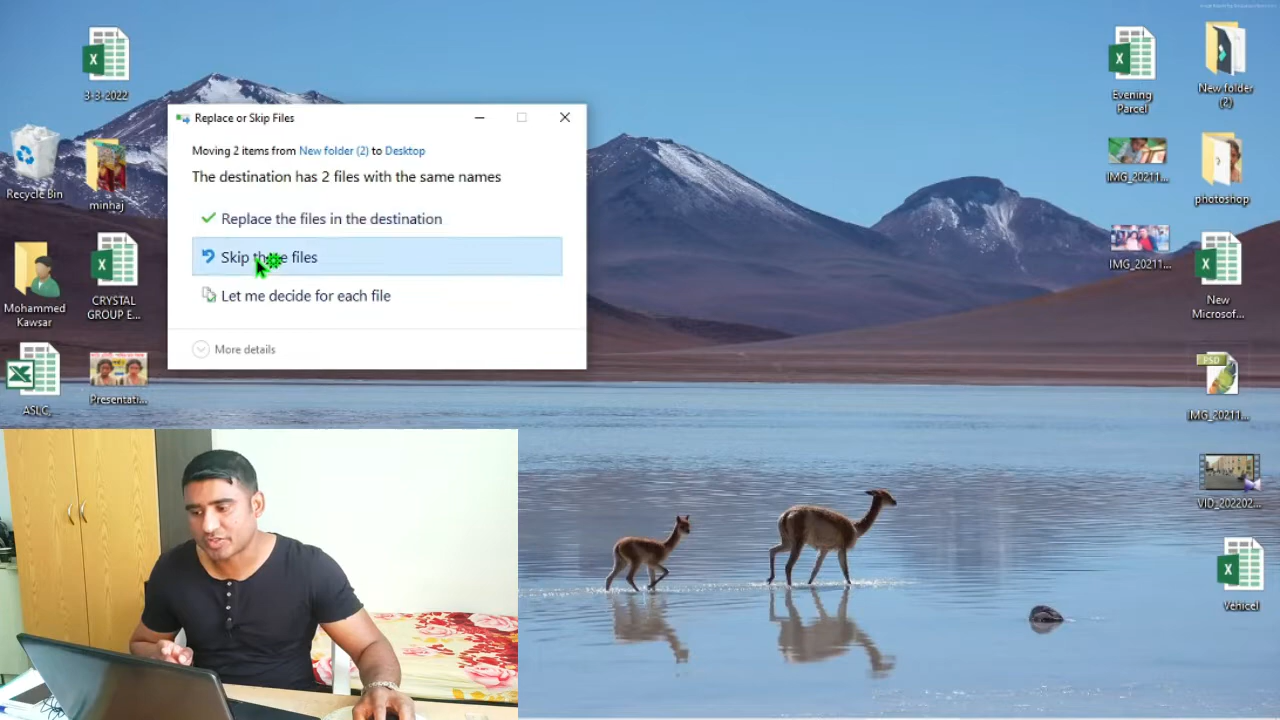 3-3-2022
Recycle Bin
minhaj
Mohammed
Kawsar
CRYSTAL
GROUP E...
ASLC,
Presentati...
Replace or Skip Files
Moving 2 items from New folder (2) to Desktop
The destination has 2 files with the same names
Replace the files in the destination
Skip these files
Let me decide for each file
More details
Evening
Parcel
New folder
(2)
IMG_20211...
photoshop
IMG_20211...
New
Microsof...
PSD
IMG_20211...
VID_202202...
Vehicel